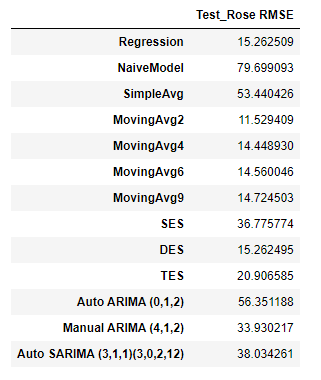 Test_Rose RMSE
Regression 15.262509
NaiveModel 79.699093
SimpleAvg 53.440426
MovingAvg2 11.529409
MovingAvg4 14.448930
MovingAvg6 14.560046
MovingAvg9 14.724503
SES 36.775774
DES 15.262495
TES 20.906585
Auto ARIMA (0,1,2) 56.351188
Manual ARIMA (4,1,2) 33.930217
Auto SARIMA (3,1,1)(3,0,2,12) 38.034261